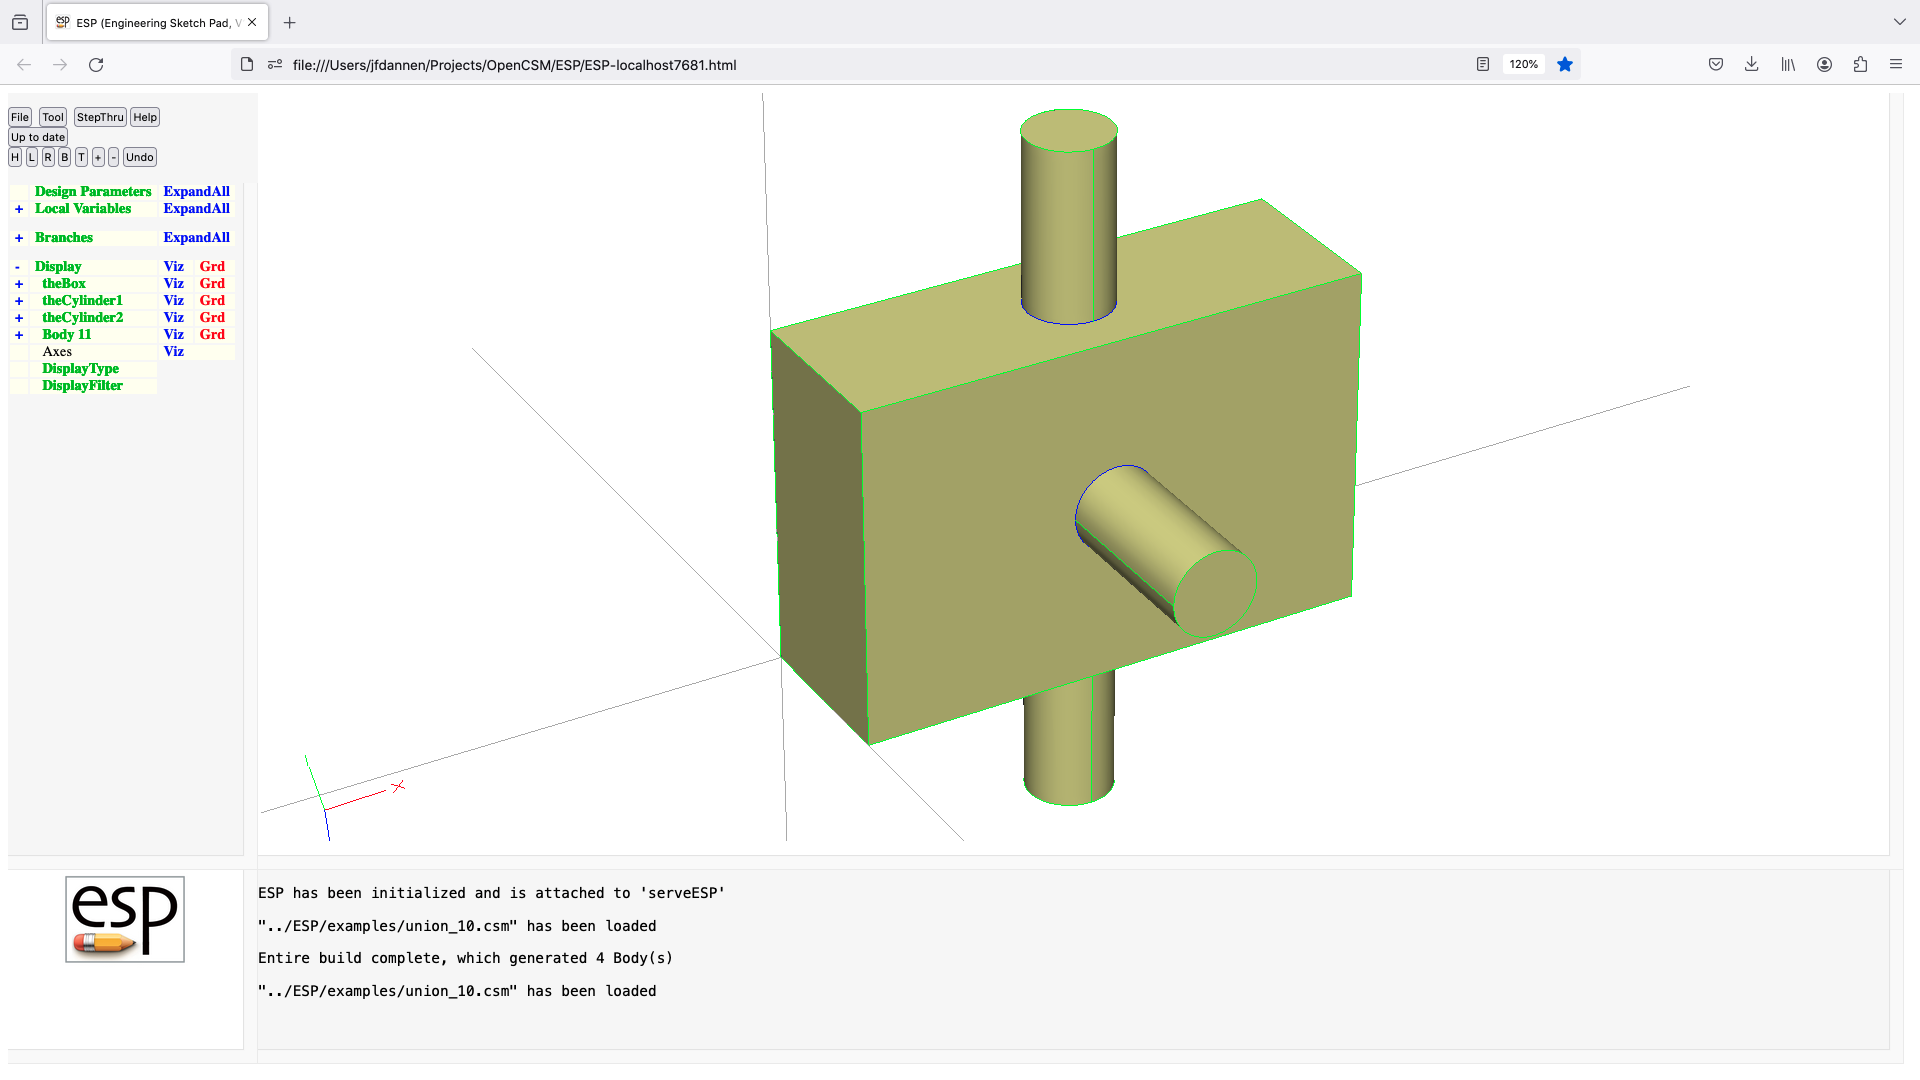 ESP (Engineering Sketch Pad, V
file:///Users/jfdannen/Projects/OpenCSM/ESP/ESP-localhost7681.html
120%
File Tool StepThru Help
Up to date
H L R B T + - Undo
Design Parameters ExpandAll
+ Local Variables ExpandAll
+ Branches ExpandAll
- Display Viz Grd
+ theBox Viz Grd
+ theCylinder1 Viz Grd
+ theCylinder2 Viz Grd
+ Body 11 Viz Grd
Axes Viz
DisplayType
DisplayFilter
X
esp
ESP has been initialized and is attached to 'serveESP'
"../ESP/examples/union_10.csm" has been loaded
Entire build complete, which generated 4 Body(s)
"../ESP/examples/union_10.csm" has been loaded